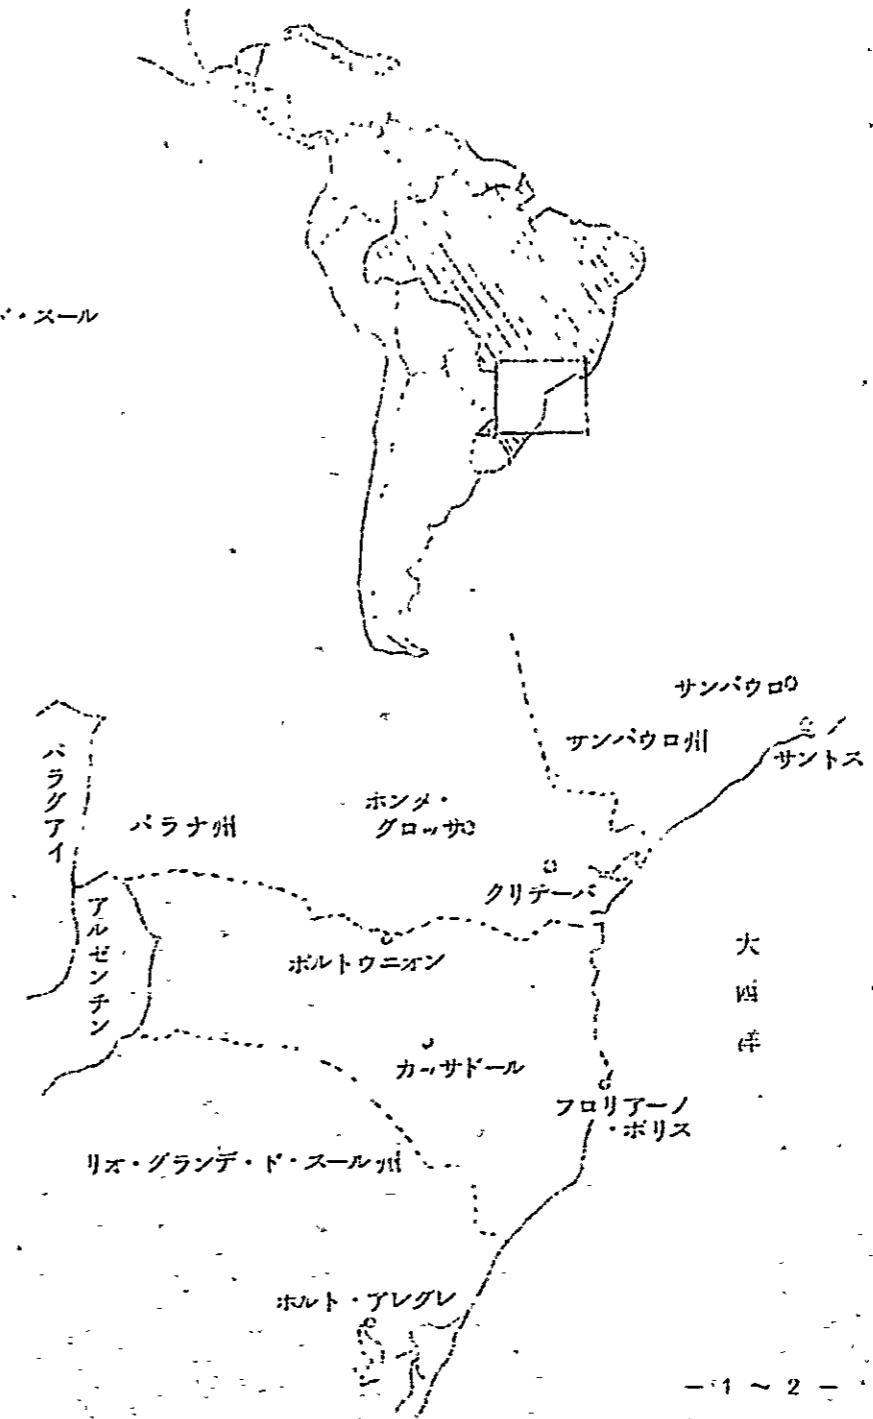 ド・スール
サンパウロ
サンパウロ州
サントス
パラグアイ
パラナ州
ホンタ・
グロッサ
クリテーバ
アルゼンチン
ポルトウニオン
大西洋
カッサドール
フロリアーノ
・ポリス
リオ・グランデ・ド・スール州
ホルト・アレグレ
－1～2－